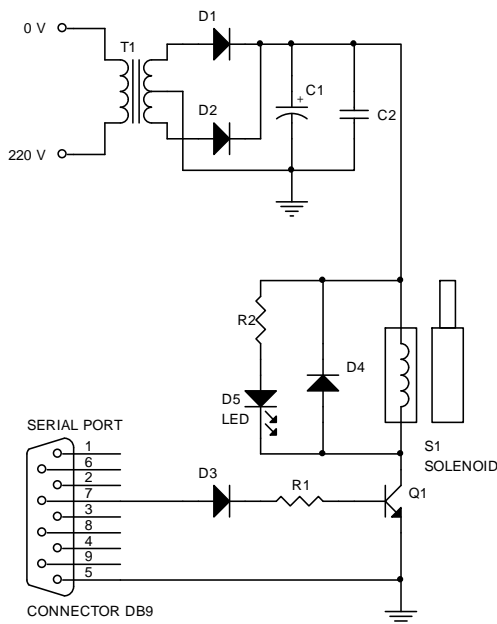 D1
0 V
T1
D2
+
C1
C2
220 V
R2
D4
D5
LED
S1
SOLENOID
SERIAL PORT
1
6
2
7
3
8
4
9
5
D3
R1
Q1
CONNECTOR DB9